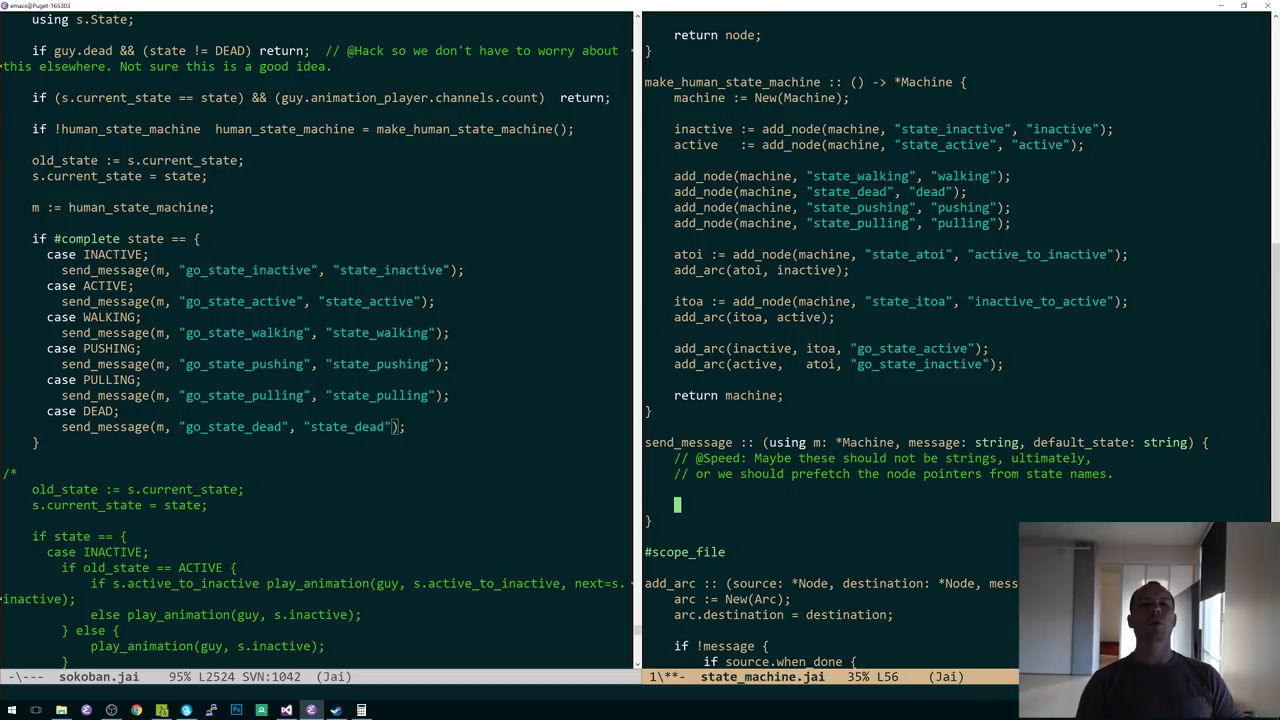 emacs@Puget-165303
using s.State;
if guy.dead && (state != DEAD) return;  // @Hack so we don't have to worry about
this elsewhere. Not sure this is a good idea.
if (s.current_state == state) && (guy.animation_player.channels.count)  return;
if !human_state_machine  human_state_machine = make_human_state_machine();
old_state := s.current_state;
s.current_state = state;
m := human_state_machine;
if #complete state == {
case INACTIVE;
send_message(m, "go_state_inactive", "state_inactive");
case ACTIVE;
send_message(m, "go_state_active", "state_active");
case WALKING;
send_message(m, "go_state_walking", "state_walking");
case PUSHING;
send_message(m, "go_state_pushing", "state_pushing");
case PULLING;
send_message(m, "go_state_pulling", "state_pulling");
case DEAD;
send_message(m, "go_state_dead", "state_dead");
}
/*
old_state := s.current_state;
s.current_state = state;
if state == {
case INACTIVE;
if old_state == ACTIVE {
if s.active_to_inactive play_animation(guy, s.active_to_inactive, next=s.
inactive);
else play_animation(guy, s.inactive);
} else {
play_animation(guy, s.inactive);
}
-\---  sokoban.jai    95% L2524 SVN:1042  (Jai)
return node;
}
make_human_state_machine :: () -> *Machine {
machine := New(Machine);
inactive := add_node(machine, "state_inactive", "inactive");
active   := add_node(machine, "state_active", "active");
add_node(machine, "state_walking", "walking");
add_node(machine, "state_dead", "dead");
add_node(machine, "state_pushing", "pushing");
add_node(machine, "state_pulling", "pulling");
atoi := add_node(machine, "state_atoi", "active_to_inactive");
add_arc(atoi, inactive);
itoa := add_node(machine, "state_itoa", "inactive_to_active");
add_arc(itoa, active);
add_arc(inactive, itoa, "go_state_active");
add_arc(active,   atoi, "go_state_inactive");
return machine;
}
send_message :: (using m: *Machine, message: string, default_state: string) {
// @Speed: Maybe these should not be strings, ultimately,
// or we should prefetch the node pointers from state names.
}
#scope_file
add_arc :: (source: *Node, destination: *Node, mess
arc := New(Arc);
arc.destination = destination;
if !message {
if source.when_done {
1\**-  state_machine.jai  35% L56    (Jai)